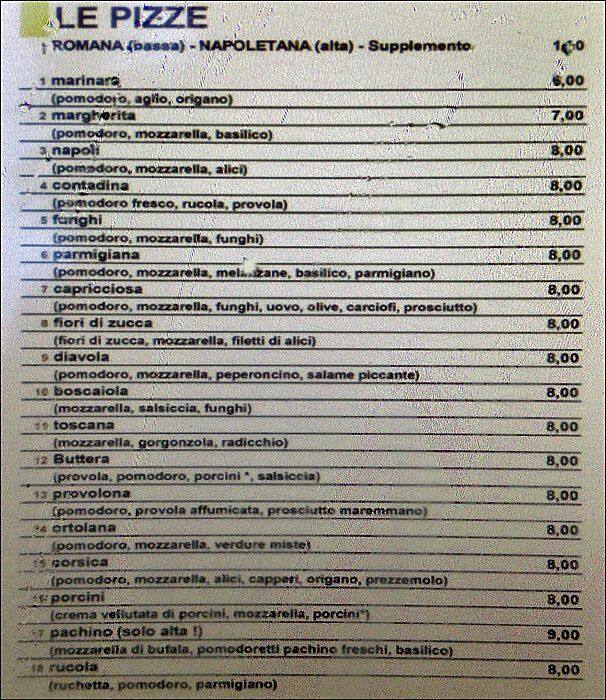 LE PIZZE
ROMANA (bassa) - NAPOLETANA (alta) - Supplemento
1 marinara 6,00
(pomodoro, aglio, origano)
2 margherita 7,00
(pomodoro, mozzarella, basilico)
3 napoli 8,00
(pomodoro, mozzarella, alici)
4 contadina 8,00
(pomodoro fresco, rucola, provola)
5 funghi 8,00
(pomodoro, mozzarella, funghi)
6 parmigiana 8,00
(pomodoro, mozzarella, melanzane, basilico, parmigiano)
7 capricciosa 8,00
(pomodoro, mozzarella, funghi, uovo, olive, carciofi, prosciutto)
8 fiori di zucca 8,00
(fiori di zucca, mozzarella, filetti di alici)
9 diavola 8,00
(pomodoro, mozzarella, peperoncino, salame piccante)
10 boscaiola 8,00
(mozzarella, salsiccia, funghi)
11 toscana 8,00
(mozzarella, gorgonzola, radicchio)
12 Buttera 8,00
(provola, pomodoro, porcini *, salsiccia)
13 provolona 8,00
(pomodoro, provola affumicata, prosciutto maremmano)
14 ortolana 8,00
(pomodoro, mozzarella, verdure miste)
15 corsica 8,00
(pomodoro, mozzarella, alici, capperi, origano, prezzemolo)
16 porcini 8,00
(crema vellutata di porcini, mozzarella, porcini*)
17 pachino (solo alta !) 9,00
(mozzarella di bufala, pomodoretti pachino freschi, basilico)
18 rucola 8,00
(ruchetta, pomodoro, parmigiano)